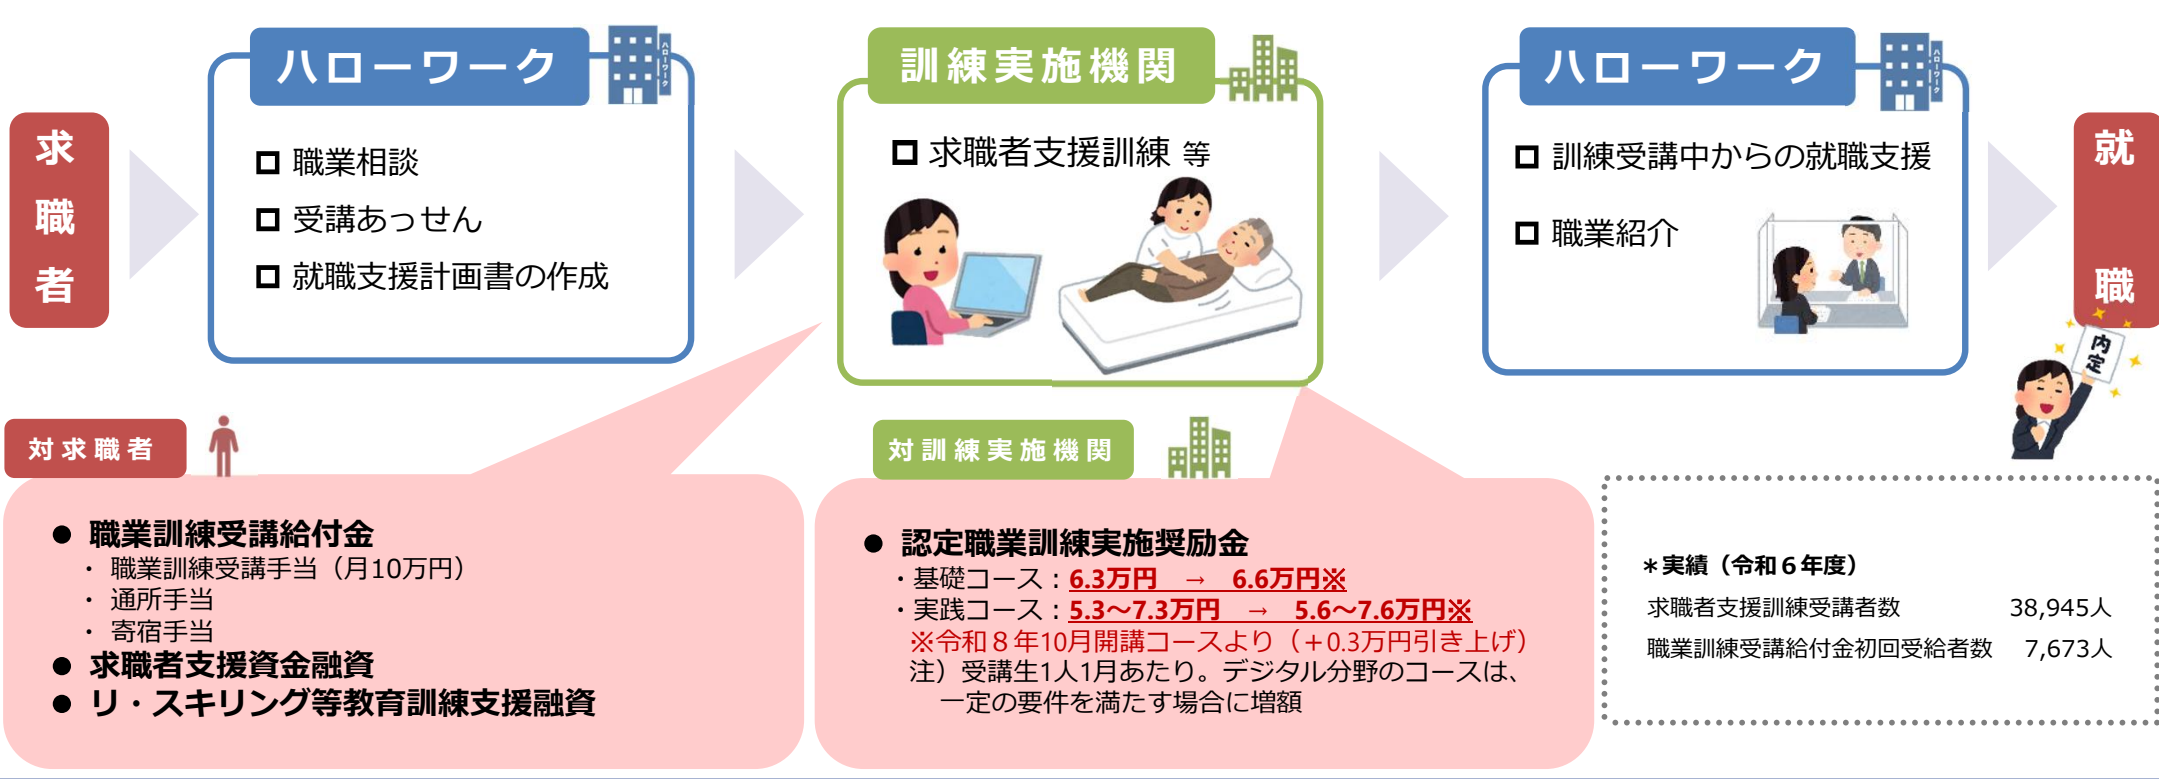 求職者
ハローワーク
ハローワーク
職業相談
受講あっせん
就職支援計画書の作成
訓練実施機関
求職者支援訓練 等
ハローワーク
ハローワーク
訓練受講中からの就職支援
職業紹介
就職
内定
対求職者
● 職業訓練受講給付金
・ 職業訓練受講手当（月10万円）
・ 通所手当
・ 寄宿手当
● 求職者支援資金融資
● リ・スキリング等教育訓練支援融資
対訓練実施機関
● 認定職業訓練実施奨励金
・基礎コース：6.3万円　→　6.6万円※
・実践コース：5.3～7.3万円　→　5.6～7.6万円※
※令和８年10月開講コースより（＋0.3万円引き上げ）
注）受講生1人1月あたり。デジタル分野のコースは、
一定の要件を満たす場合に増額
＊実績（令和６年度）
求職者支援訓練受講者数　38,945人
職業訓練受講給付金初回受給者数　7,673人